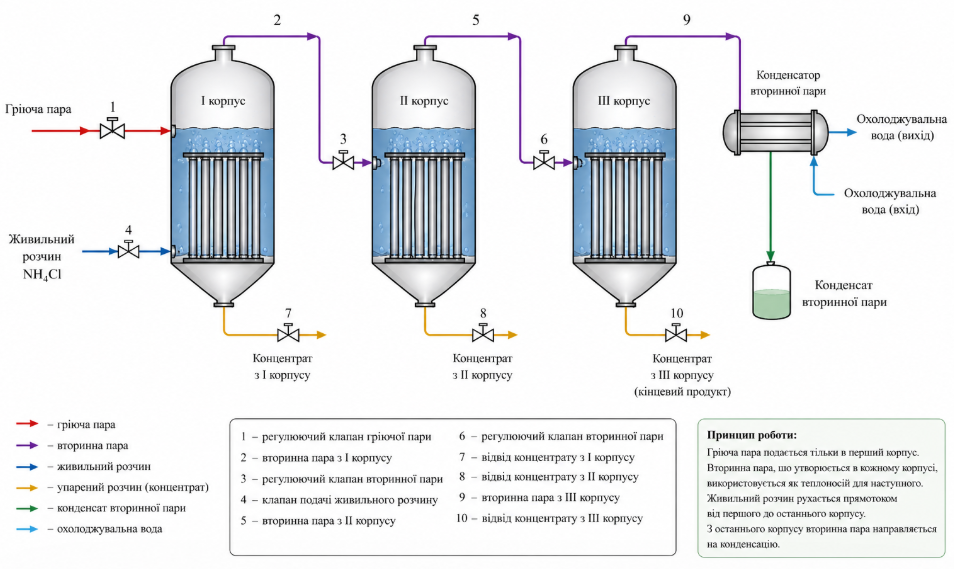 2
5
9
I корпус
II корпус
III корпус
Конденсатор
вторинної пари
Гріюча пара
1
3
6
Охолоджувальна
вода (вихід)
Охолоджувальна
вода (вхід)
Живильний
розчин
NH₄Cl
4
Конденсат
вторинної пари
7
8
10
Концентрат
з I корпусу
Концентрат
з II корпусу
Концентрат
з III корпусу
(кінцевий продукт)
– гріюча пара
– вторинна пара
– живильний розчин
– упарений розчин (концентрат)
– конденсат вторинної пари
– охолоджувальна вода
1 – регулюючий клапан гріючої пари
2 – вторинна пара з I корпусу
3 – регулюючий клапан вторинної пари
4 – клапан подачі живильного розчину
5 – вторинна пара з II корпусу
6 – регулюючий клапан вторинної пари
7 – відвід концентрату з I корпусу
8 – відвід концентрату з II корпусу
9 – вторинна пара з III корпусу
10 – відвід концентрату з III корпусу
Принцип роботи:
Гріюча пара подається тільки в перший корпус.
Вторинна пара, що утворюється в кожному корпусі,
використовується як теплоносій для наступного.
Живильний розчин рухається прямотоком
від першого до останнього корпусу.
З останнього корпусу вторинна пара направляється
на конденсацію.